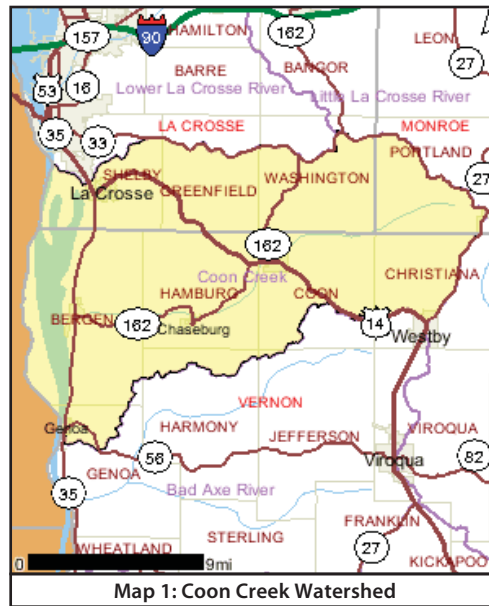 157
90
HAMILTON
162
LEON
27
BARRE
BANGOR
53
16
Lower La Crosse River
Little La Crosse River
35
33
LA CROSSE
MONROE
PORTLAND
SHELBY
WASHINGTON
27
La Crosse
GREENFIELD
162
Coon Creek
CHRISTIANA
HAMBURG
COON
BERGEN
162
Chaseburg
14
Westby
VERNON
Genoa
HARMONY
JEFFERSON
VIROQUA
56
Viroqua
82
GENOA
35
Bad Axe River
FRANKLIN
STERLING
27
WHEATLAND
KICKAPOO
0
9mi
Map 1: Coon Creek Watershed